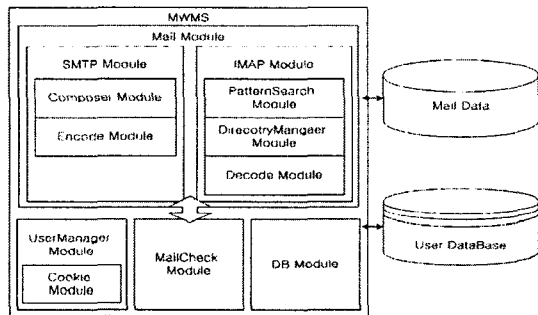 MWMS
Mail Module
SMTP Module
Composer Module
Encode Module
IMAP Module
PatternSearch
Module
DirecotryMangaer
Module
Decode Module
Mail Data
UserManager
Module
Cookie
Module
MailCheck
Module
DB Module
User DataBase